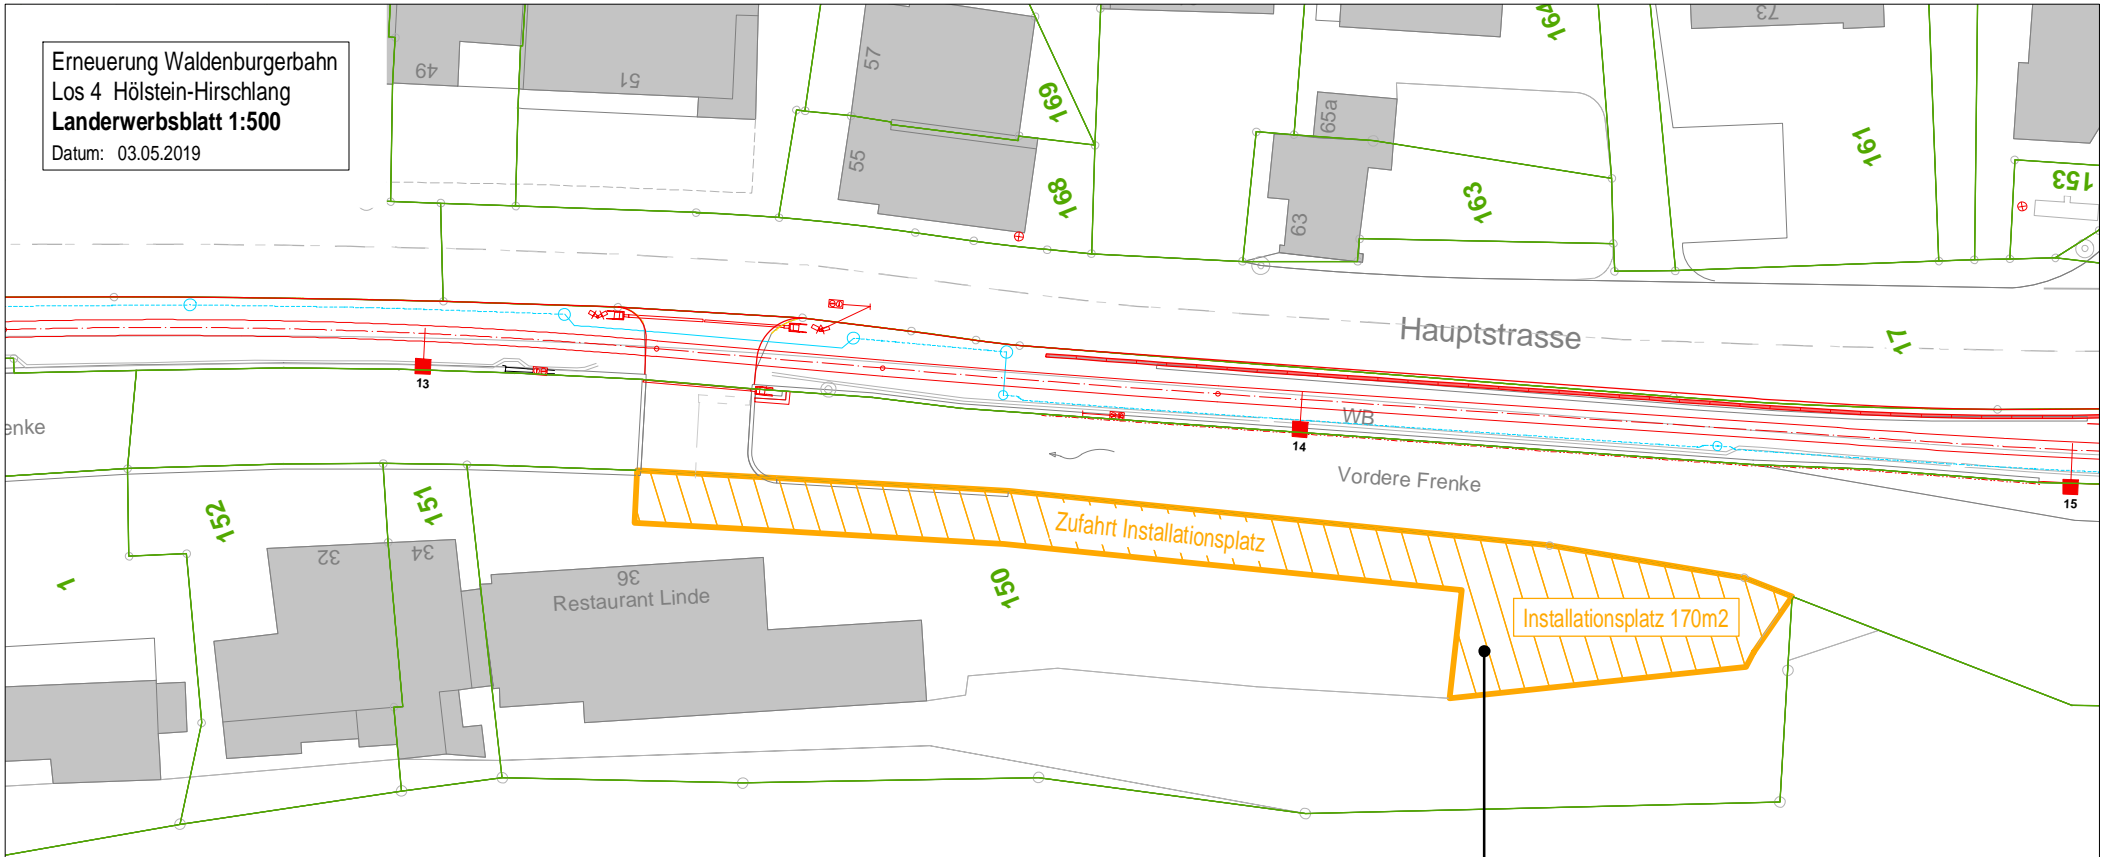 Erneuerung Waldenburgerbahn
Los 4 Hölstein-Hirschlang
Landerwerbsblatt 1:500
Datum: 03.05.2019
49
51
57
55
169
168
65a
63
163
164
73
161
153
17
Hauptstrasse
WB
13
14
15
enke
Vordere Frenke
Zufahrt Installationsplatz
Installationsplatz 170m2
152
151
150
1
32
34
36
Restaurant Linde